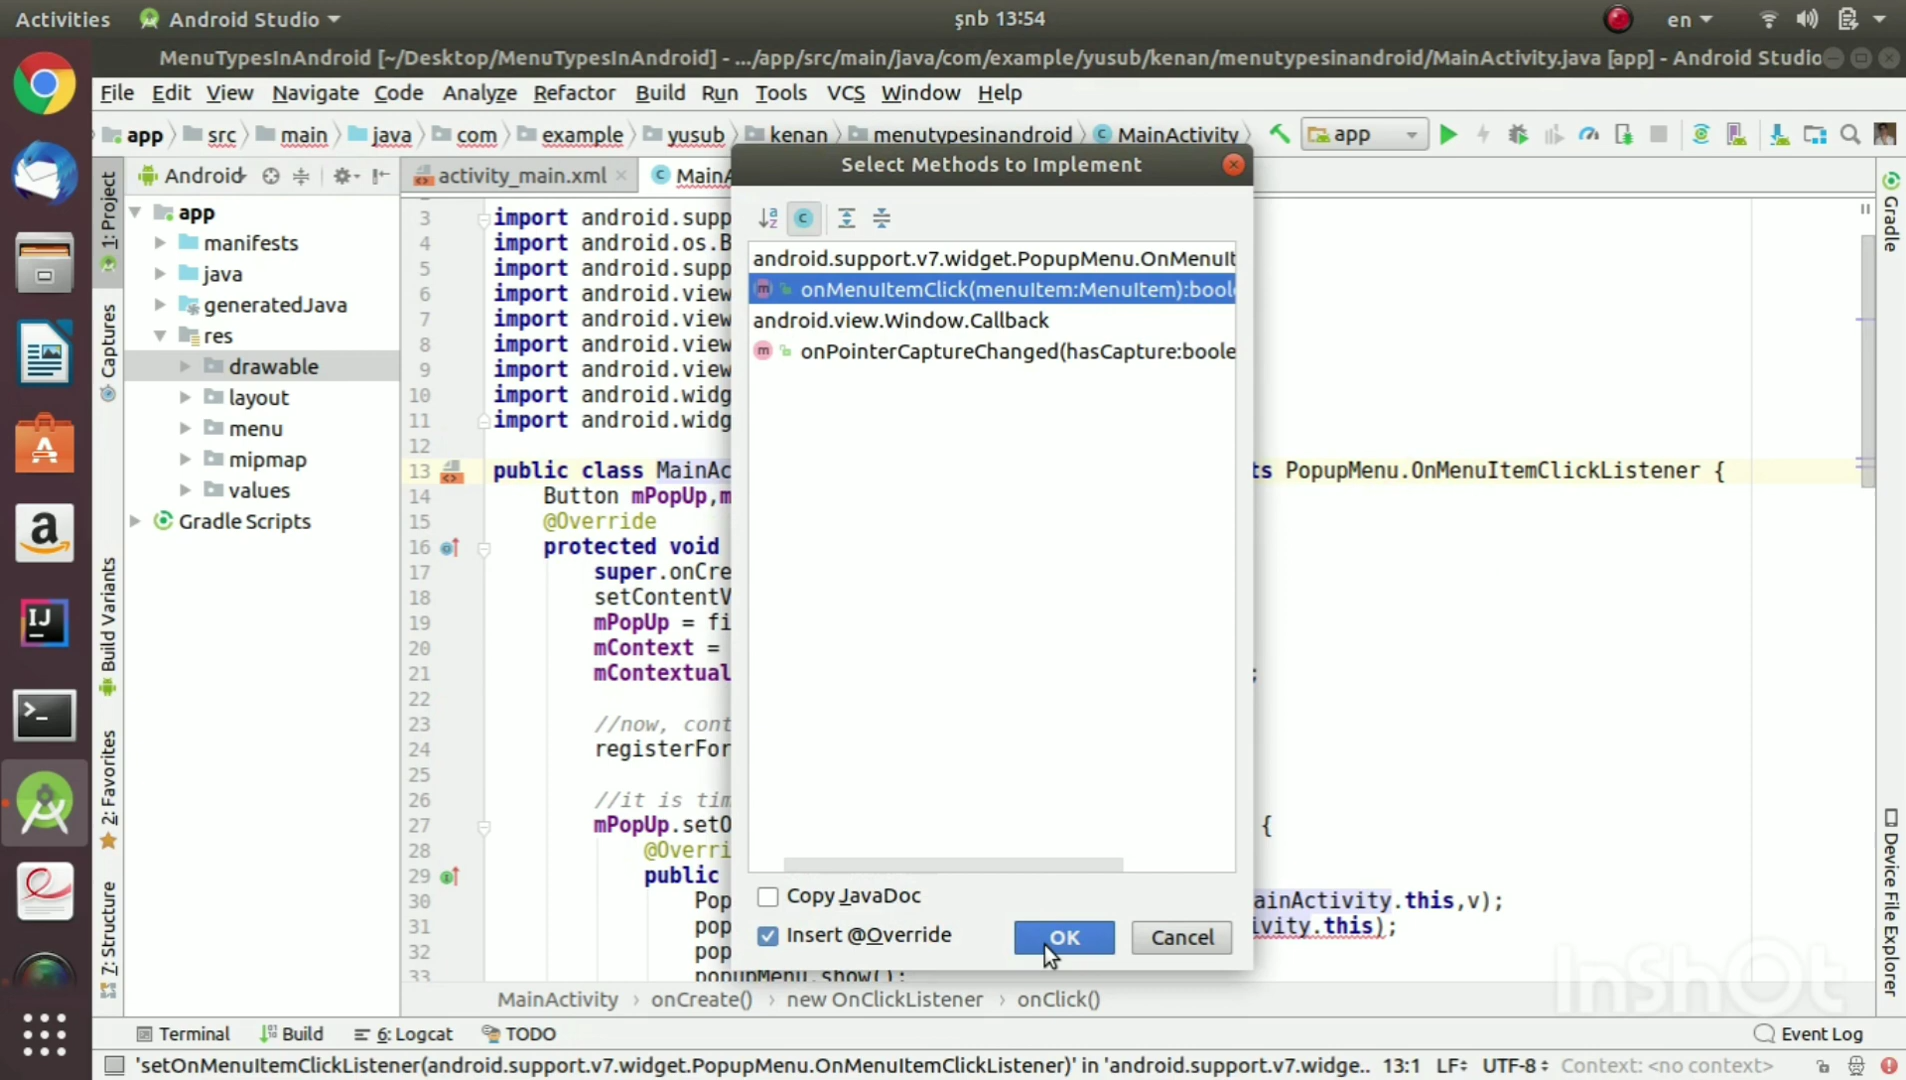 Activities Android Studio şnb 13:54 en
MenuTypesInAndroid [~/Desktop/MenuTypesInAndroid] - .../app/src/main/java/com/example/yusub/kenan/menutypesinandroid/MainActivity.java [app] - Android Studio
File Edit View Navigate Code Analyze Refactor Build Run Tools VCS Window Help
app src main java com example yusub kenan menutypesinandroid MainActivity app
Select Methods to Implement
1: Project
Captures
Build Variants
2: Favorites
7: Structure
Android
app
manifests
java
generatedJava
res
drawable
layout
menu
mipmap
values
Gradle Scripts
activity_main.xml MainA
3 import android.supp
4 import android.os.B
5 import android.supp
6 import android.view
7 import android.view
8 import android.view
9 import android.view
10 import android.widg
11 import android.widg
12
13 public class MainAc ts PopupMenu.OnMenuItemClickListener {
14 Button mPopUp,m
15 @Override
16 protected void
17 super.onCre
18 setContentV
19 mPopUp = fi
20 mContext =
21 mContextual ;
22
23 //now, cont
24 registerFor
25
26 //it is tim
27 mPopUp.setO {
28 @Overri
29 public
30 Pop ainActivity.this,v);
31 pop ivity.this);
32 pop
33 popupMenu.show();
android.support.v7.widget.PopupMenu.OnMenuIt
m onMenuItemClick(menuItem:MenuItem):boole
android.view.Window.Callback
m onPointerCaptureChanged(hasCapture:boole
Copy JavaDoc
Insert @Override
OK Cancel
MainActivity › onCreate() › new OnClickListener › onClick()
Gradle
Device File Explorer
InShOt
Terminal Build 6: Logcat TODO Event Log
'setOnMenuItemClickListener(android.support.v7.widget.PopupMenu.OnMenuItemClickListener)' in 'android.support.v7.widge.. 13:1 LF UTF-8 Context: <no context>